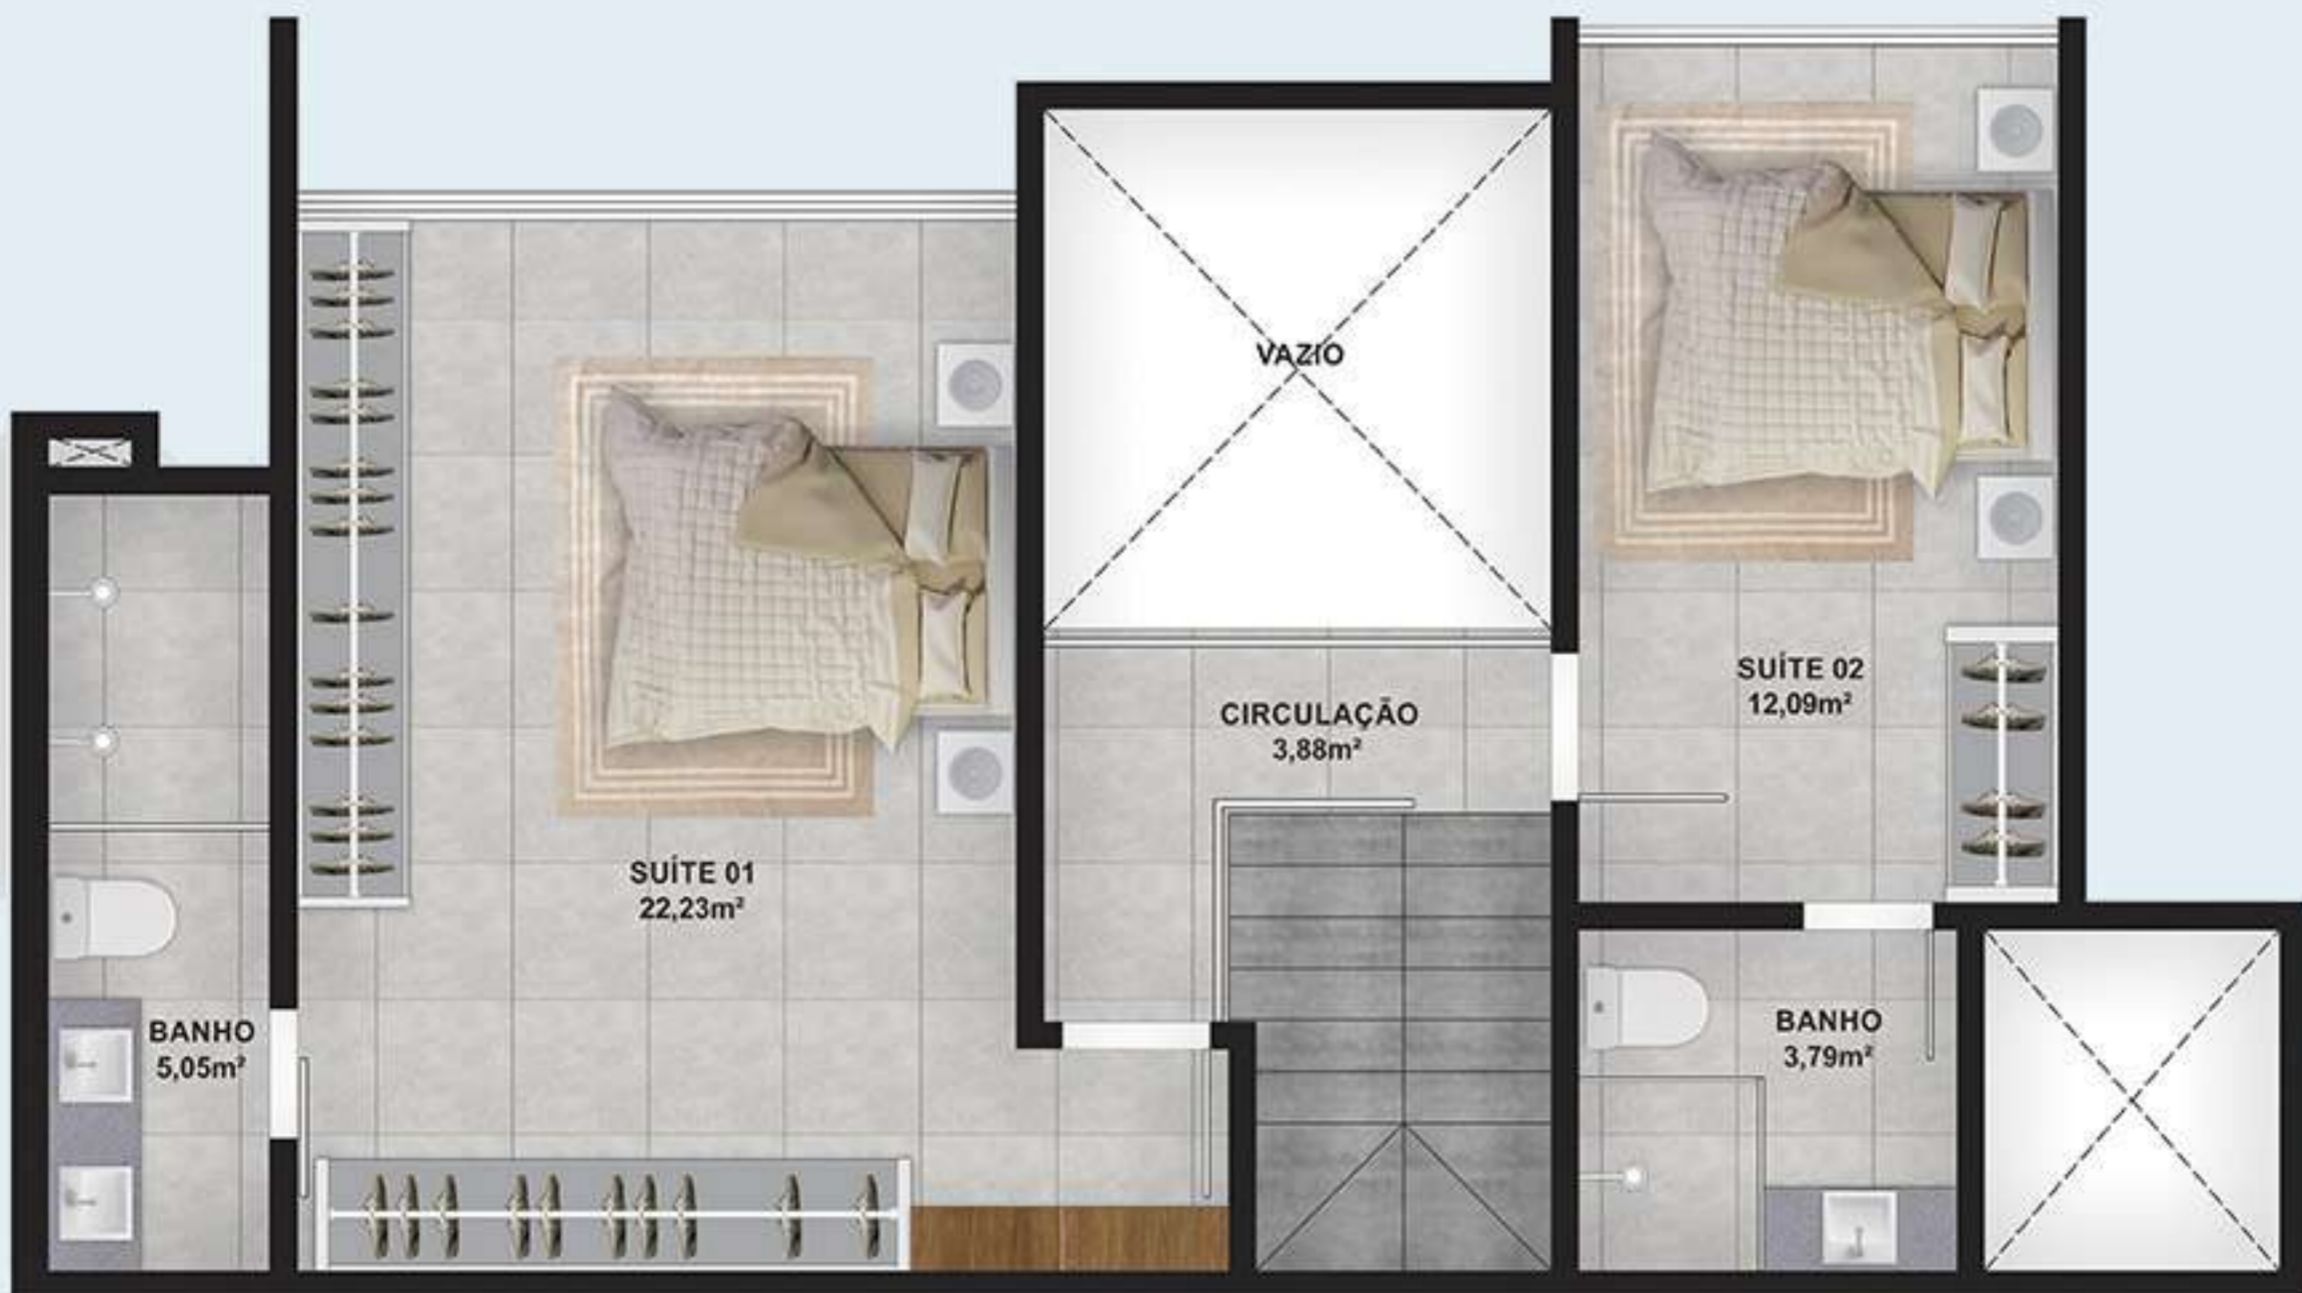 VAZIO
SUÍTE 02
12,09m²
CIRCULAÇÃO
3,88m²
SUÍTE 01
22,23m²
BANHO
5,05m²
BANHO
3,79m²